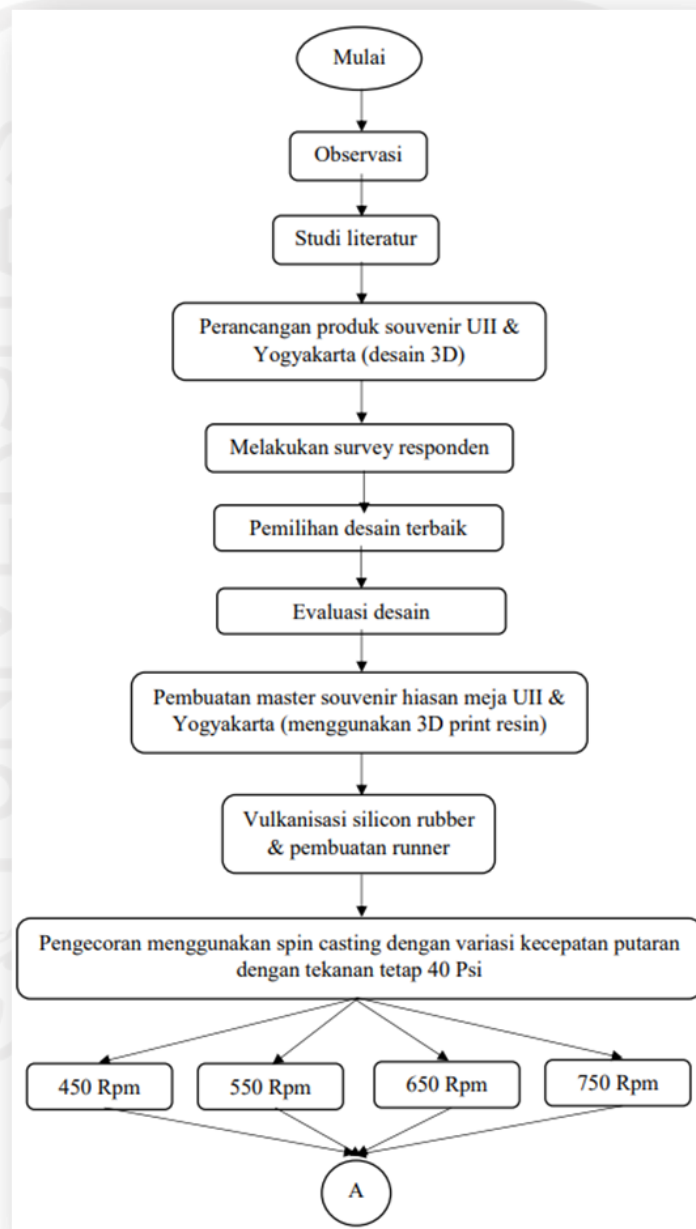 Mulai
Observasi
Studi literatur
Perancangan produk souvenir UII &
Yogyakarta (desain 3D)
Melakukan survey responden
Pemilihan desain terbaik
Evaluasi desain
Pembuatan master souvenir hiasan meja UII &
Yogyakarta (menggunakan 3D print resin)
Vulkanisasi silicon rubber
& pembuatan runner
Pengecoran menggunakan spin casting dengan variasi kecepatan putaran
dengan tekanan tetap 40 Psi
450 Rpm
550 Rpm
650 Rpm
750 Rpm
A